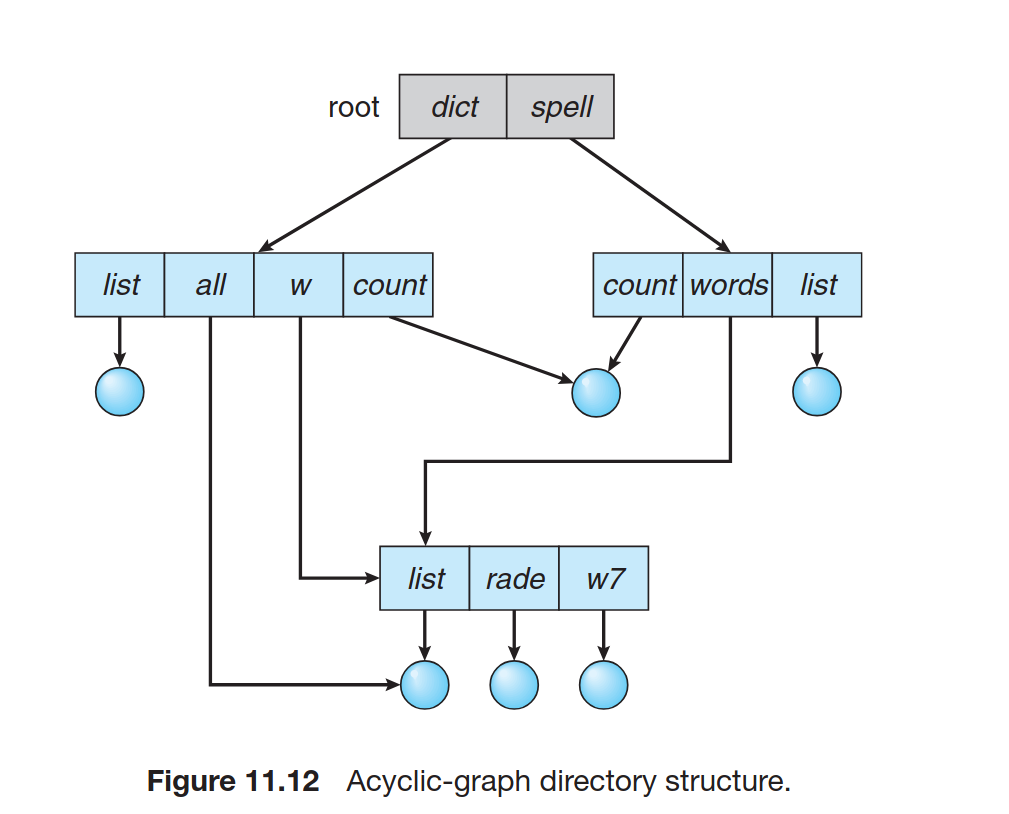 root dict spell
list all w count count words list
list rade w7
Figure 11.12 Acyclic-graph directory structure.